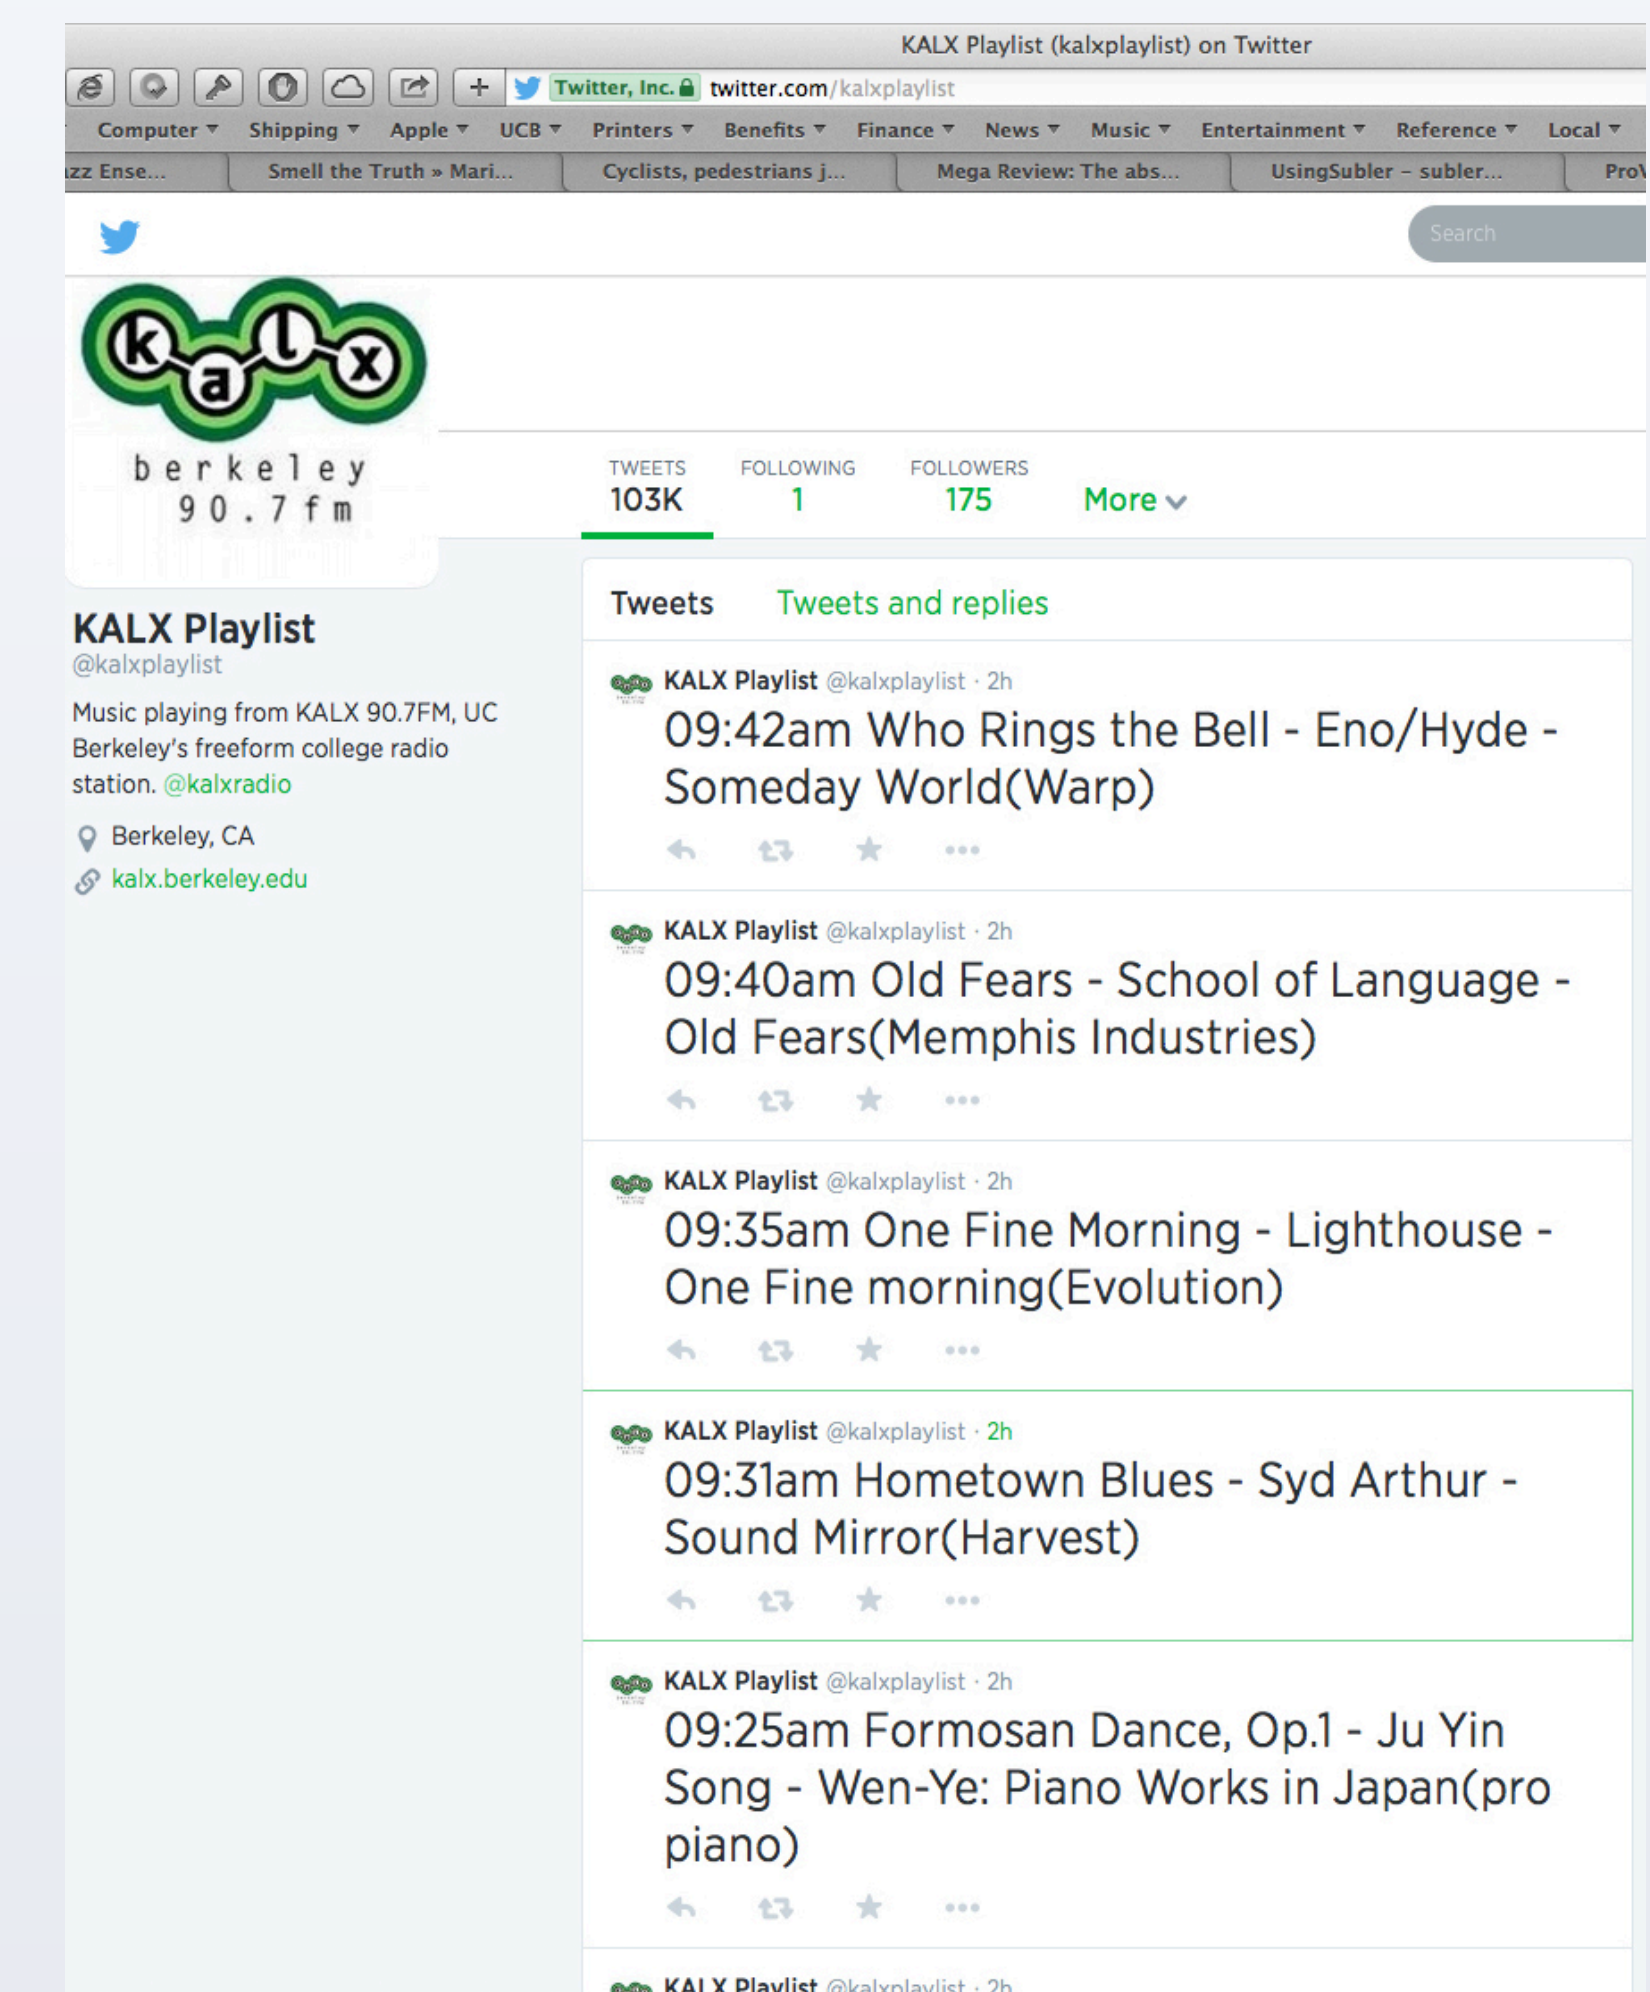 KALX Playlist (kalxplaylist) on Twitter
Twitter, Inc. twitter.com/kalxplaylist
Computer Shipping Apple UCB Printers Benefits Finance News Music Entertainment Reference Local
zz Ense... Smell the Truth » Mari... Cyclists, pedestrians j... Mega Review: The abs... UsingSubler – subler... Pro
Search
kalx
berkeley
90.7fm
TWEETS FOLLOWING FOLLOWERS
103K 1 175 More
KALX Playlist
@kalxplaylist
Music playing from KALX 90.7FM, UC
Berkeley's freeform college radio
station. @kalxradio
Berkeley, CA
kalx.berkeley.edu
Tweets Tweets and replies
KALX Playlist @kalxplaylist · 2h
09:42am Who Rings the Bell - Eno/Hyde -
Someday World(Warp)
KALX Playlist @kalxplaylist · 2h
09:40am Old Fears - School of Language -
Old Fears(Memphis Industries)
KALX Playlist @kalxplaylist · 2h
09:35am One Fine Morning - Lighthouse -
One Fine morning(Evolution)
KALX Playlist @kalxplaylist · 2h
09:31am Hometown Blues - Syd Arthur -
Sound Mirror(Harvest)
KALX Playlist @kalxplaylist · 2h
09:25am Formosan Dance, Op.1 - Ju Yin
Song - Wen-Ye: Piano Works in Japan(pro
piano)
KALX Playlist @kalxplaylist · 2h